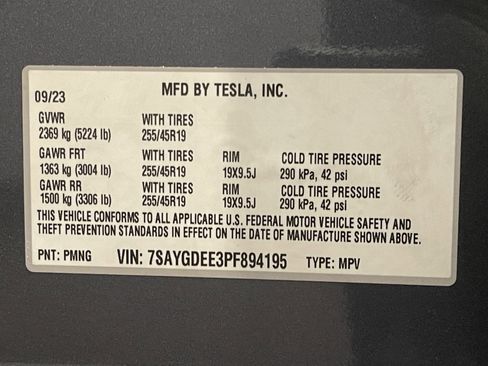 MFD BY TESLA, INC.
09/23
GVWR WITH TIRES
2369 kg (5224 lb) 255/45R19
GAWR FRT WITH TIRES RIM COLD TIRE PRESSURE
1363 kg (3004 lb) 255/45R19 19X9.5J 290 kPa, 42 psi
GAWR RR WITH TIRES RIM COLD TIRE PRESSURE
1500 kg (3306 lb) 255/45R19 19X9.5J 290 kPa, 42 psi
THIS VEHICLE CONFORMS TO ALL APPLICABLE U.S. FEDERAL MOTOR VEHICLE SAFETY AND
THEFT PREVENTION STANDARDS IN EFFECT ON THE DATE OF MANUFACTURE SHOWN ABOVE.
PNT: PMNG VIN: 7SAYGDEE3PF894195 TYPE: MPV